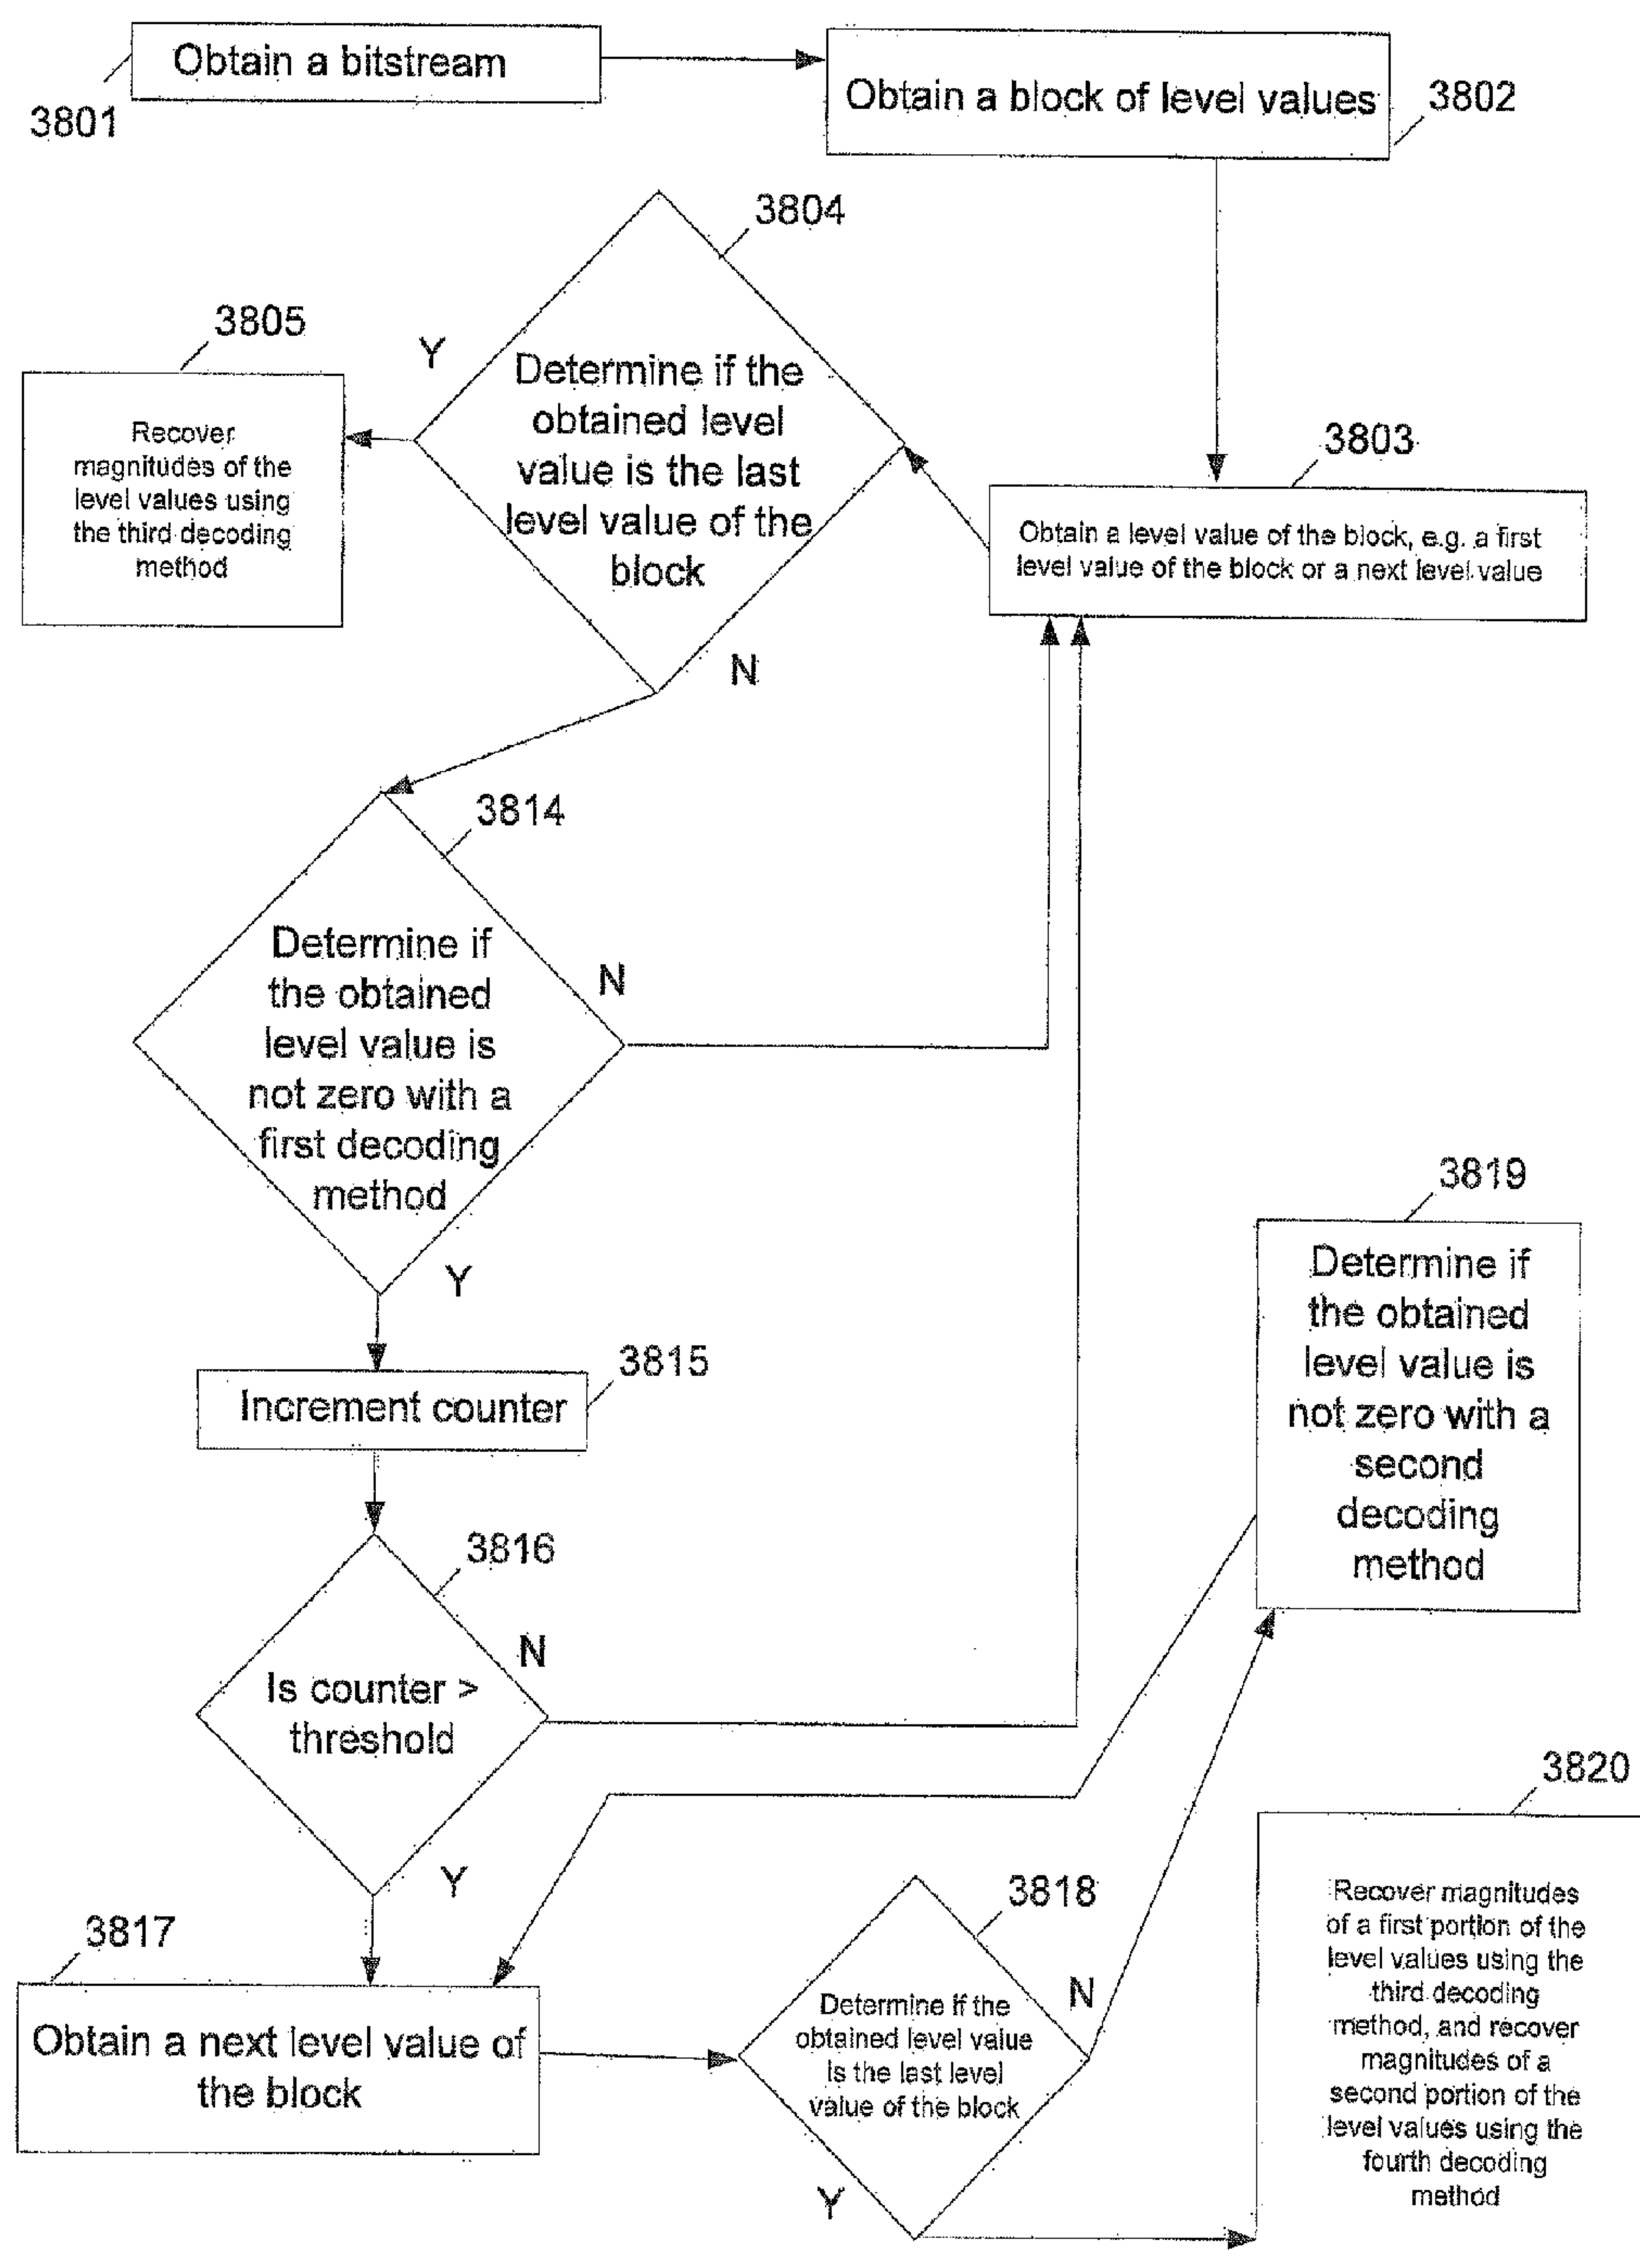 Obtain a bitstream
3801
Obtain a block of level values
3802
3804
3805
Y
Determine if the
obtained level
value is the last
level value of the
block
Recover
magnitudes of the
level values using
the third decoding
method
3803
Obtain a level value of the block, e.g. a first
level value of the block or a next level value
N
3814
Determine if
the obtained
level value is
not zero with a
first decoding
method
N
Y
3819
Determine if
the obtained
level value is
not zero with a
second
decoding
method
3815
Increment counter
3816
N
Is counter >
threshold
Y
3820
Recover magnitudes
of a first portion of the
level values using the
third decoding
method, and recover
magnitudes of a
second portion of the
level values using the
fourth decoding
method
3817
Obtain a next level value of
the block
3818
N
Determine if the
obtained level value
is the last level
value of the block
Y